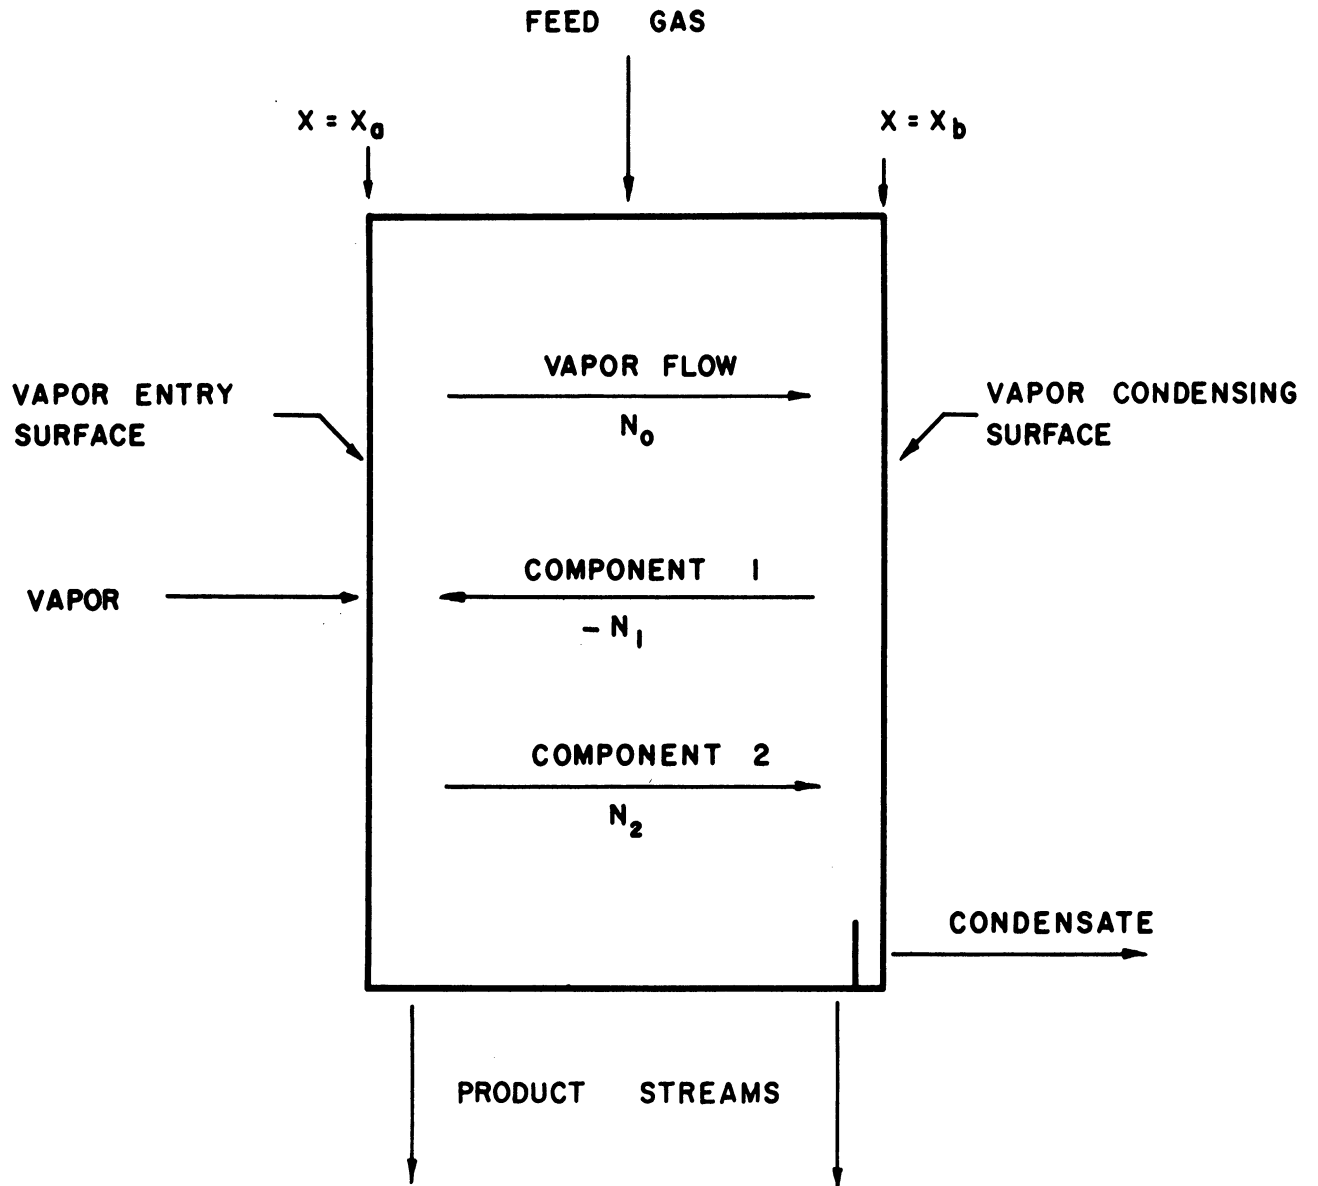 FEED GAS
X = Xa
X = Xb
VAPOR FLOW
N0
VAPOR ENTRY
SURFACE
VAPOR CONDENSING
SURFACE
COMPONENT 1
VAPOR
- N1
COMPONENT 2
N2
CONDENSATE
PRODUCT STREAMS